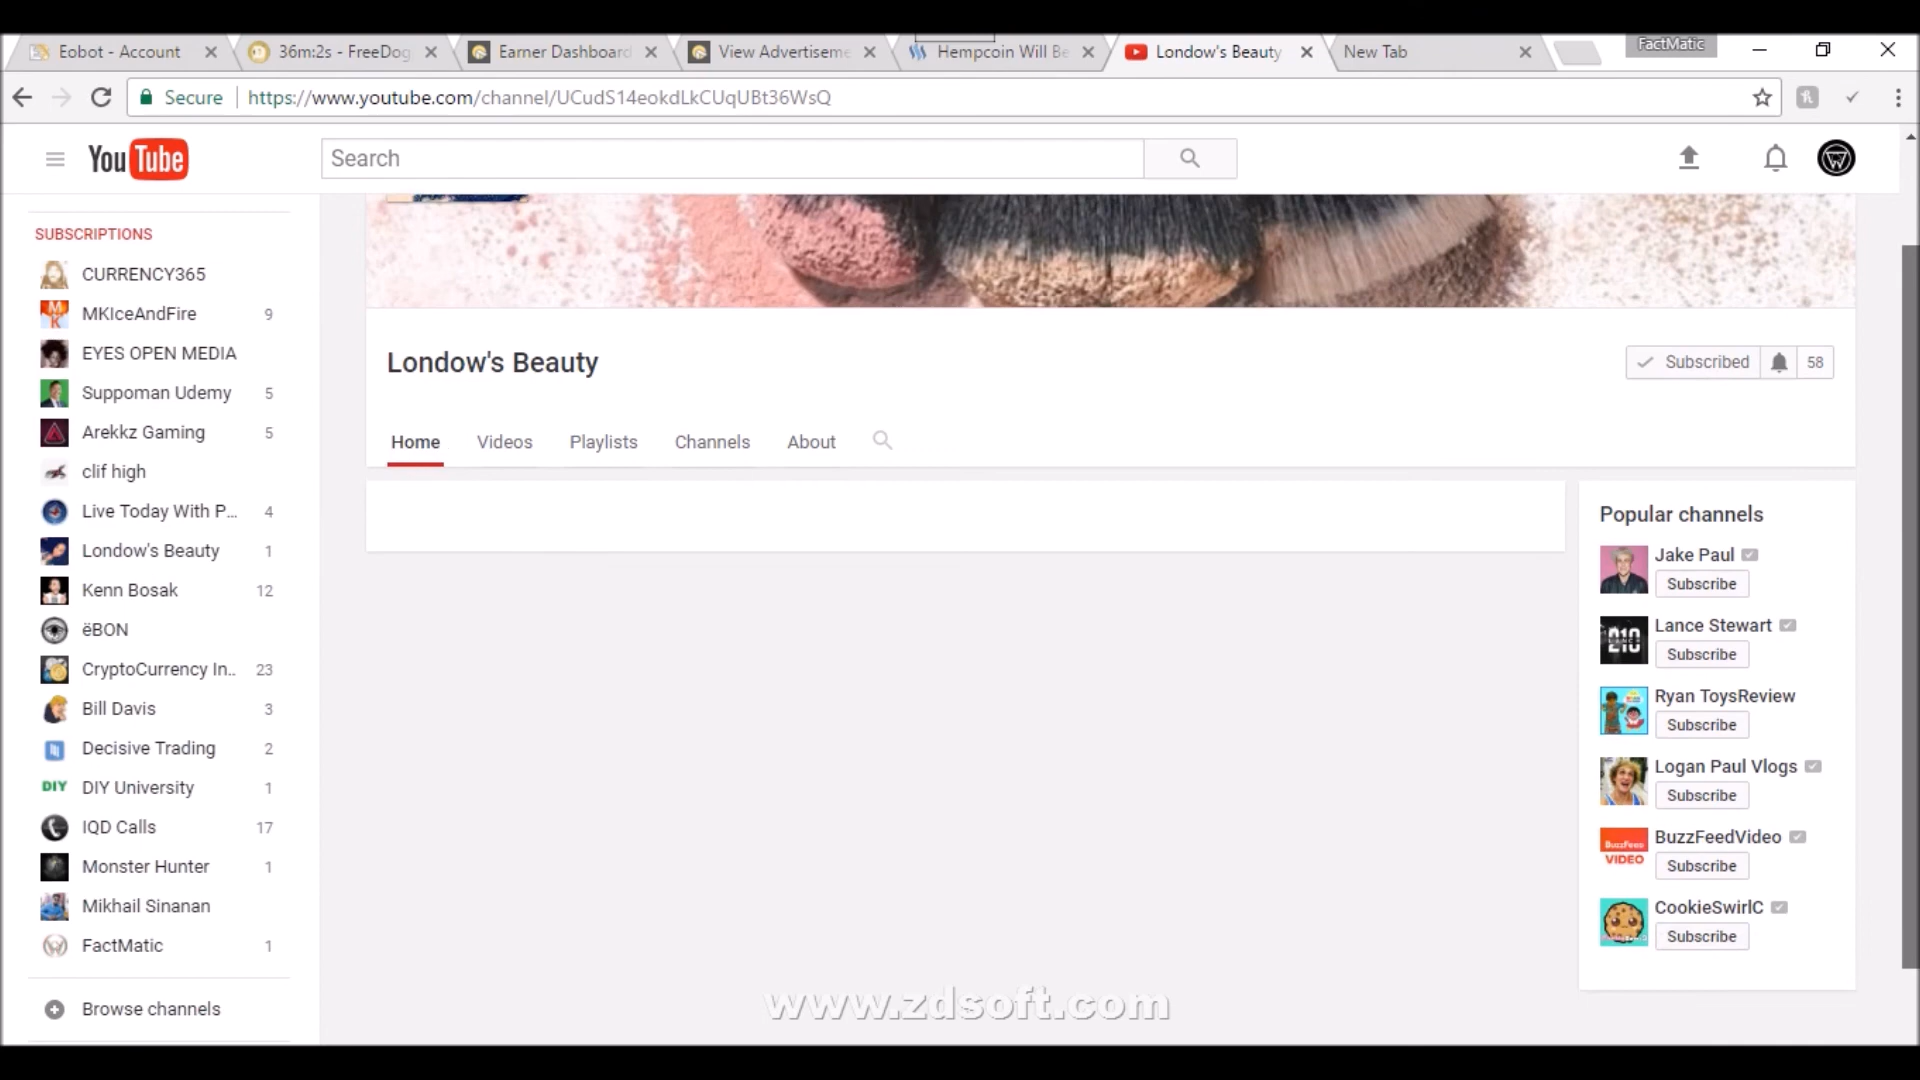 Eobot - Account
36m:2s - FreeDog
Earner Dashboard
View Advertiseme
Hempcoin Will Be
Londow's Beauty
New Tab
FactMatic
Secure
https://www.youtube.com/channel/UCudS14eokdLkCUqUBt36WsQ
YouTube
Search
SUBSCRIPTIONS
CURRENCY365
MKIceAndFire 9
EYES OPEN MEDIA
Suppoman Udemy 5
Arekkz Gaming 5
clif high
Live Today With P... 4
Londow's Beauty 1
Kenn Bosak 12
ëBON
CryptoCurrency In.. 23
Bill Davis 3
Decisive Trading 2
DIY DIY University 1
IQD Calls 17
Monster Hunter 1
Mikhail Sinanan
FactMatic 1
Browse channels
Londow's Beauty
Subscribed 58
Home Videos Playlists Channels About
Popular channels
Jake Paul
Subscribe
Lance Stewart
Subscribe
Ryan ToysReview
Subscribe
Logan Paul Vlogs
Subscribe
BuzzFeed
VIDEO
BuzzFeedVideo
Subscribe
CookieSwirlC
Subscribe
www.zdsoft.com